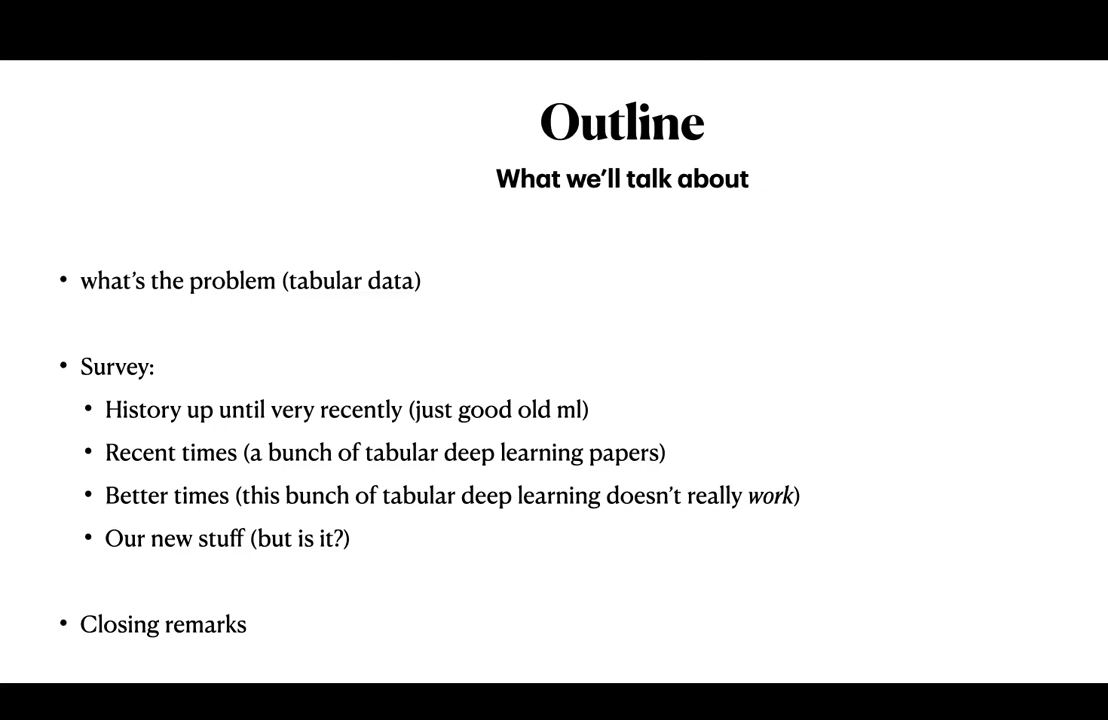 Outline
What we’ll talk about
• what’s the problem (tabular data)
• Survey:
• History up until very recently (just good old ml)
• Recent times (a bunch of tabular deep learning papers)
• Better times (this bunch of tabular deep learning doesn’t really work)
• Our new stuff (but is it?)
• Closing remarks